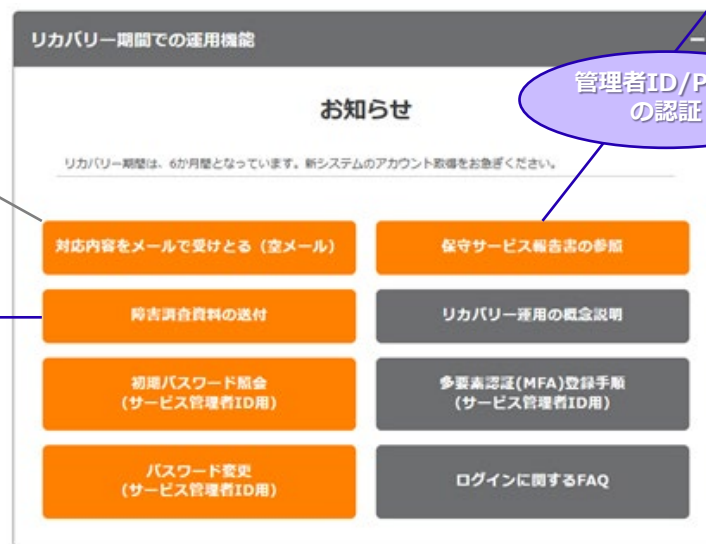 リカバリー期間での運用機能
お知らせ
管理者ID/P
の認証
リカバリー期間は、6か月間となっています。新システムのアカウント取得をお急ぎください。
対応内容をメールで受けとる（空メール）
保守サービス報告書の参照
障害調査資料の送付
リカバリー運用の概念説明
初期パスワード照会
(サービス管理者ID用)
多要素認証(MFA)登録手順
(サービス管理者ID用)
パスワード変更
(サービス管理者ID用)
ログインに関するFAQ